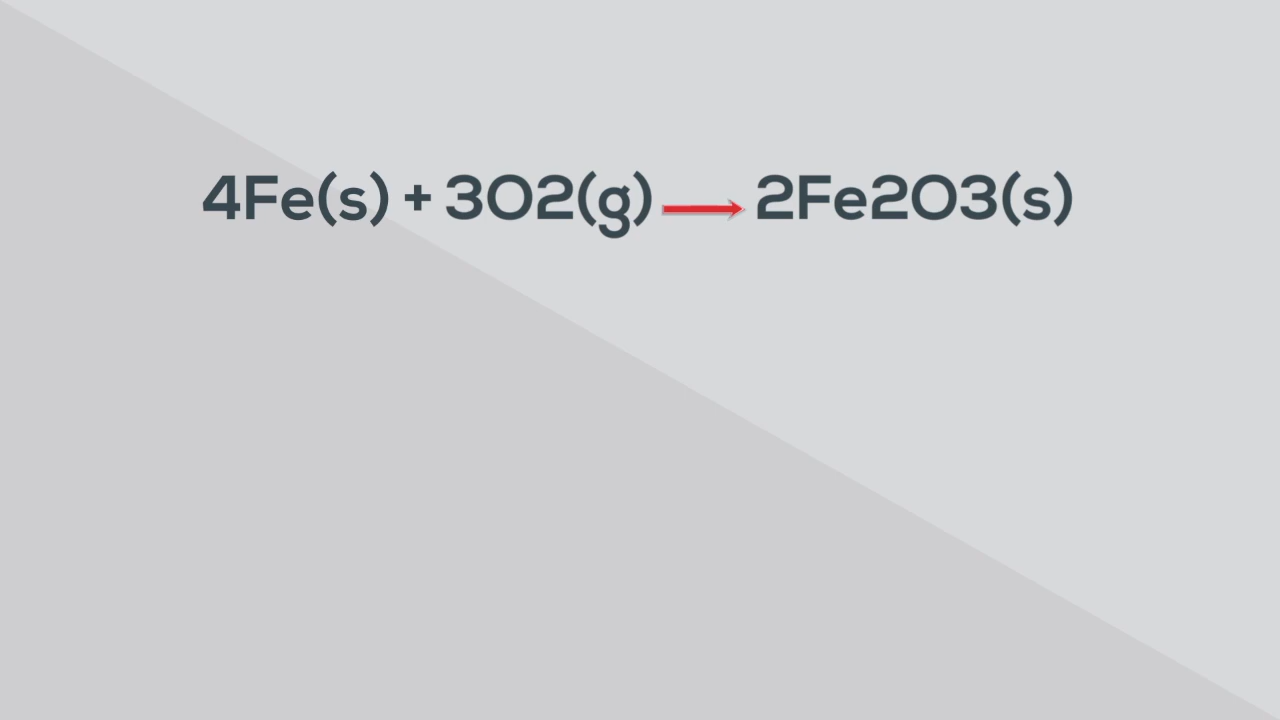 4Fe(s) + 3O2(g) → 2Fe2O3(s)